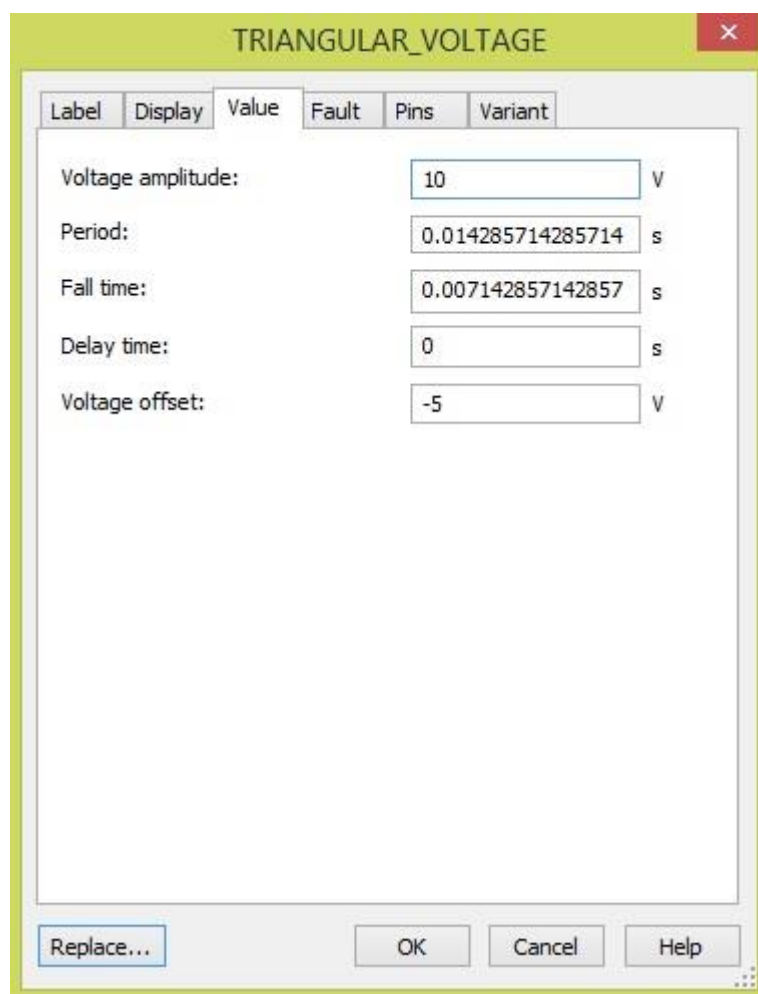 TRIANGULAR_VOLTAGE ×
Label Display Value Fault Pins Variant
Voltage amplitude: 10 V
Period: 0.014285714285714 s
Fall time: 0.007142857142857 s
Delay time: 0 s
Voltage offset: -5 V
Replace... OK Cancel Help